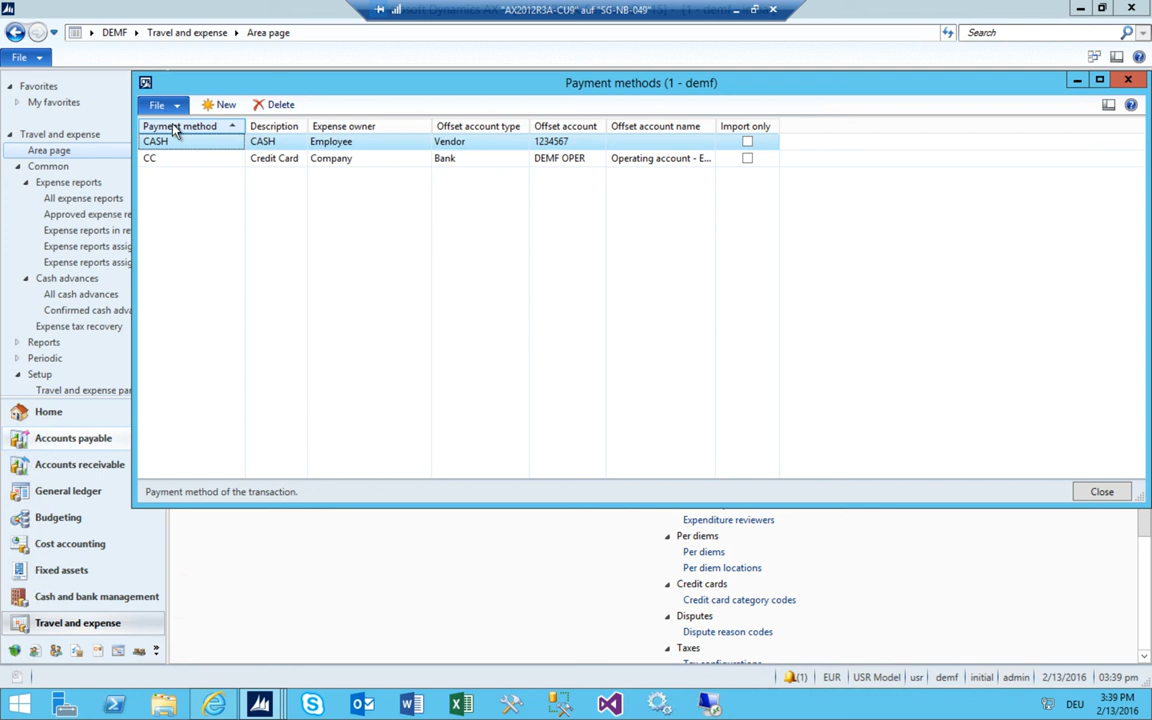 "AX2012R3A-CU9" auf "SG-NB-049"
DEMF
Travel and expense
Area page
Search
File
Payment methods (1 - demf)
File
New
Delete
Payment method
Description
Expense owner
Offset account type
Offset account
Offset account name
Import only
CASH
CASH
Employee
Vendor
1234567
CC
Credit Card
Company
Bank
DEMF OPER
Operating account - E...
Payment method of the transaction.
Close
Favorites
My favorites
Travel and expense
Area page
Common
Expense reports
All expense reports
Approved expense re
Expense reports in re
Expense reports assig
Expense reports assig
Cash advances
All cash advances
Confirmed cash adva
Expense tax recovery
Reports
Periodic
Setup
Travel and expense par
Home
Accounts payable
Accounts receivable
General ledger
Budgeting
Cost accounting
Fixed assets
Cash and bank management
Travel and expense
Expenditure reviewers
Per diems
Per diems
Per diem locations
Credit cards
Credit card category codes
Disputes
Dispute reason codes
Taxes
(1)
EUR
USR Model
usr
demf
initial
admin
2/13/2016
03:39 pm
DEU
3:39 PM
2/13/2016